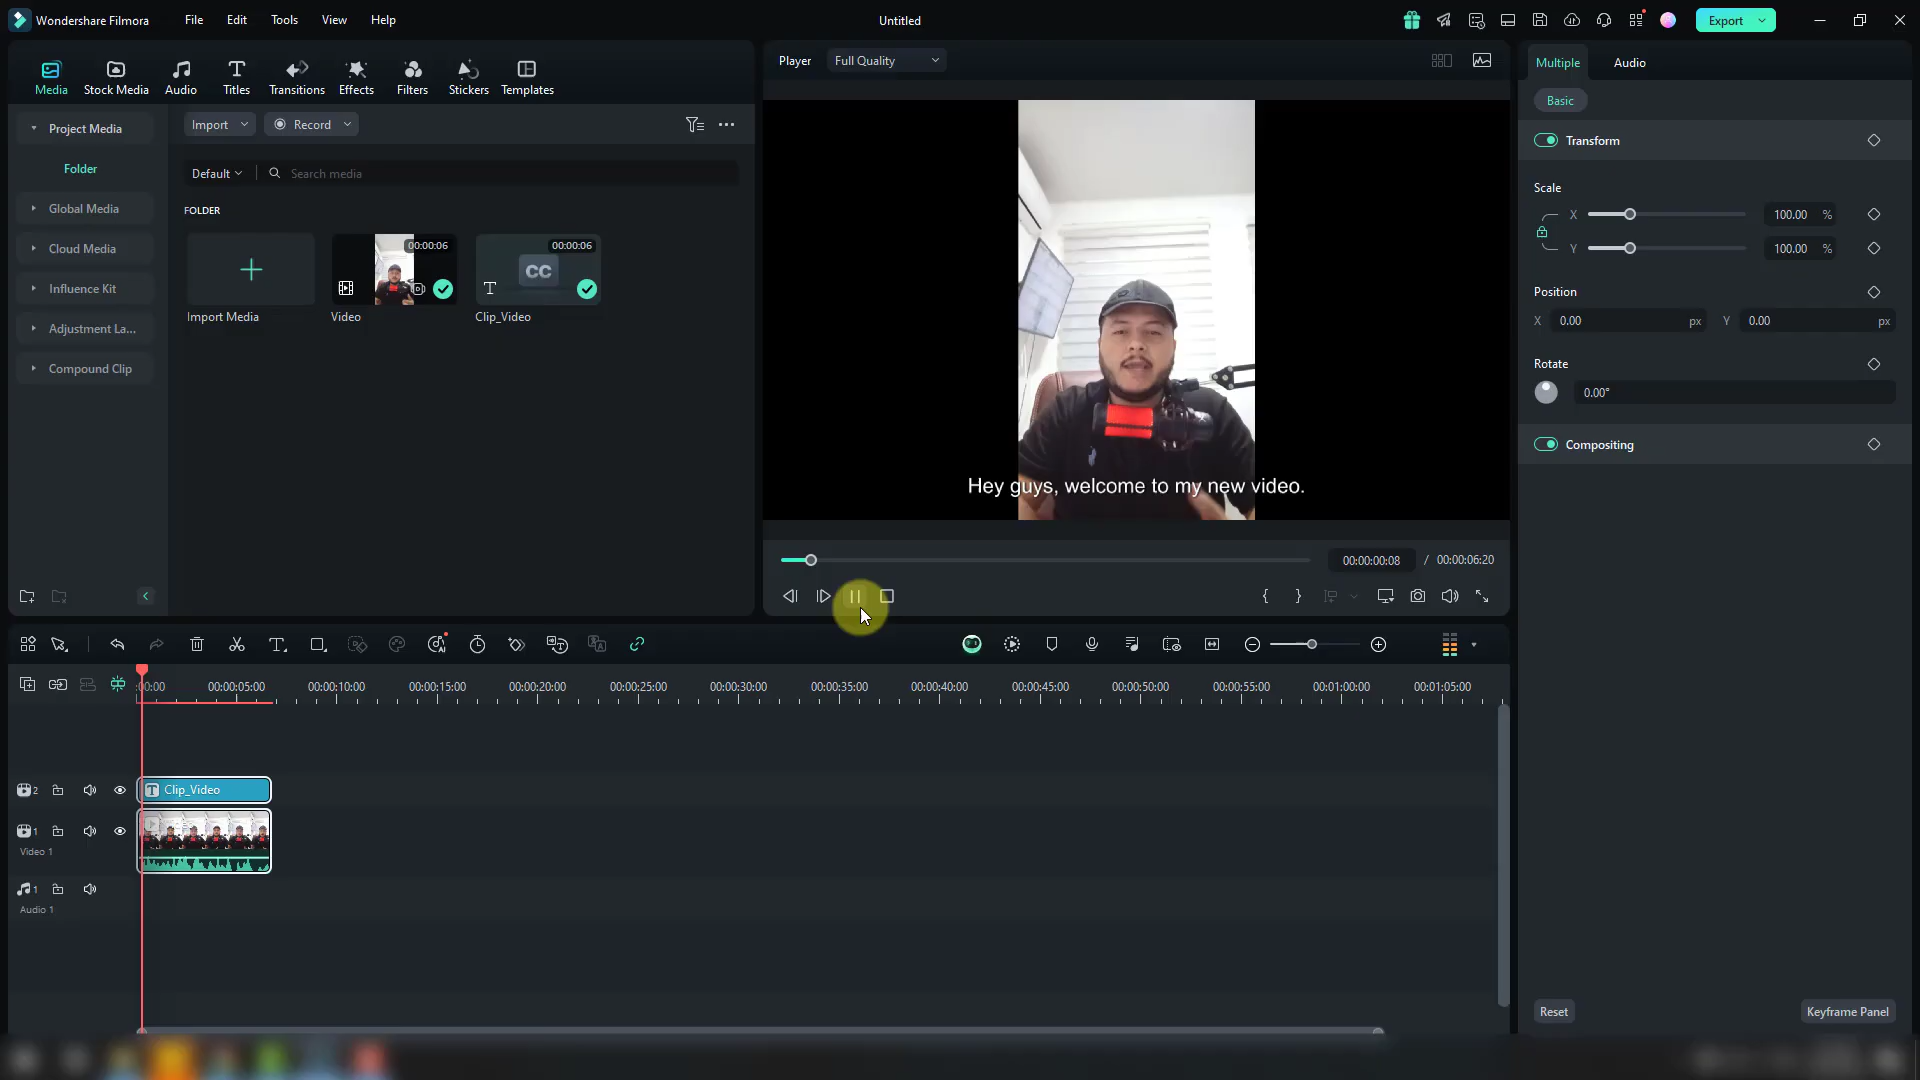 Wondershare Filmora
File
Edit
Tools
View
Help
Untitled
Export
Media
Stock Media
Audio
Titles
Transitions
Effects
Filters
Stickers
Templates
Player
Full Quality
Multiple
Audio
Project Media
Folder
Global Media
Cloud Media
Influence Kit
Adjustment La...
Compound Clip
Import
Record
Default
Search media
FOLDER
Import Media
00:00:06
Video
00:00:06
CC
T
Clip_Video
Hey guys, welcome to my new video.
00:00:00:08 / 00:00:06:20
Basic
Transform
Scale
X 100.00 %
Y 100.00 %
Position
X 0.00 px Y 0.00 px
Rotate
0.00°
Compositing
:00:00 00:00:05:00 00:00:10:00 00:00:15:00 00:00:20:00 00:00:25:00 00:00:30:00 00:00:35:00 00:00:40:00 00:00:45:00 00:00:50:00 00:00:55:00 00:01:00:00 00:01:05:00
2
T Clip_Video
1
Video 1
1
Audio 1
Reset
Keyframe Panel